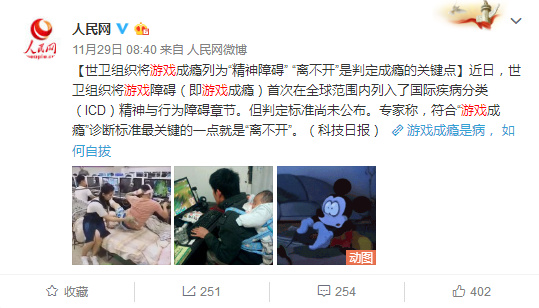 人民网
人民网
people.cn
11月29日 08:40 来自 人民网微博
【世卫组织将游戏成瘾列为“精神障碍” “离不开”是判定成瘾的关键点】近日，世
卫组织将游戏障碍（即游戏成瘾）首次在全球范围内列入了国际疾病分类
（ICD）精神与行为障碍章节。但判定标准尚未公布。专家称，符合“游戏成
瘾”诊断标准最关键的一点就是“离不开”。（科技日报） 游戏成瘾是病， 如
何自拔
动图
收藏
251
254
402